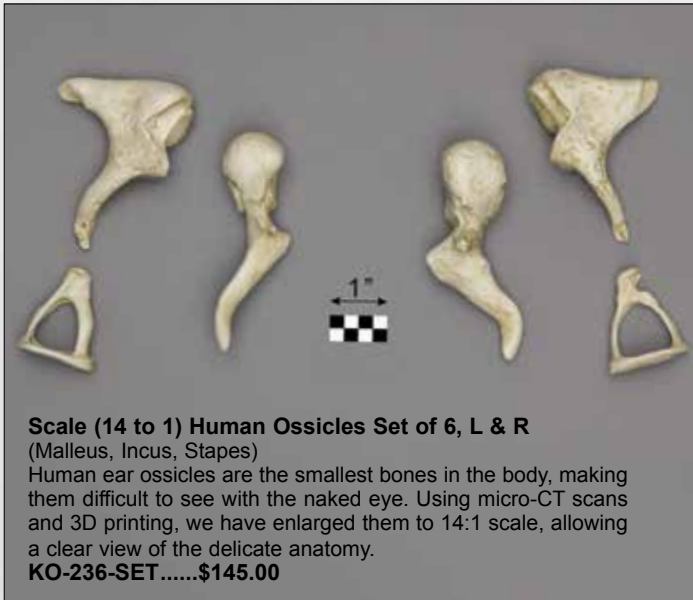 1"
Scale (14 to 1) Human Ossicles Set of 6, L & R
(Malleus, Incus, Stapes)
Human ear ossicles are the smallest bones in the body, making
them difficult to see with the naked eye. Using micro-CT scans
and 3D printing, we have enlarged them to 14:1 scale, allowing
a clear view of the delicate anatomy.
KO-236-SET......$145.00